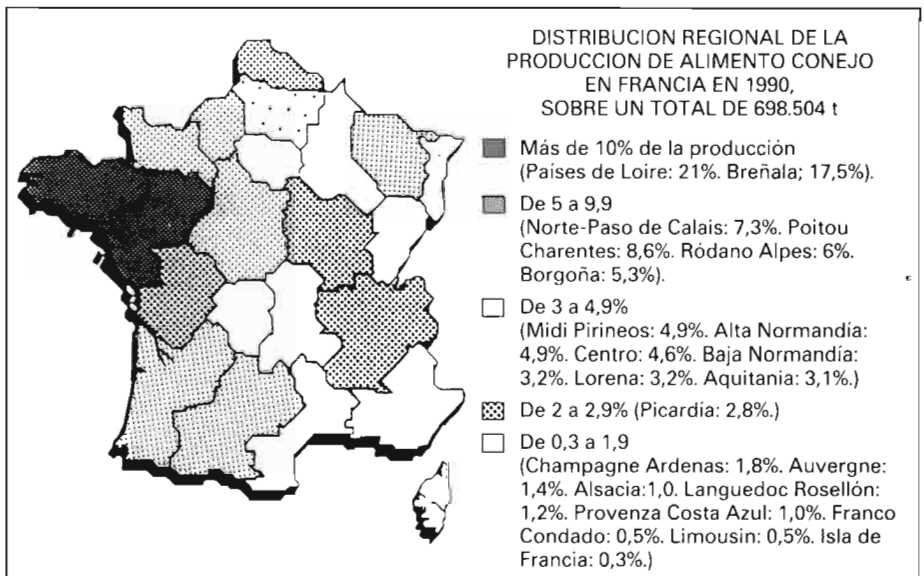 DISTRIBUCION REGIONAL DE LA
PRODUCCION DE ALIMENTO CONEJO
EN FRANCIA EN 1990,
SOBRE UN TOTAL DE 698.504 t
Más de 10% de la producción
(Países de Loire: 21%. Breñala; 17,5%).
De 5 a 9,9
(Norte-Paso de Calais: 7,3%. Poitou
Charentes: 8,6%. Ródano Alpes: 6%.
Borgoña: 5,3%).
De 3 a 4,9%
(Midi Pirineos: 4,9%. Alta Normandía:
4,9%. Centro: 4,6%. Baja Normandía:
3,2%. Lorena: 3,2%. Aquitania: 3,1%.)
De 2 a 2,9% (Picardía: 2,8%.)
De 0,3 a 1,9
(Champagne Ardenas: 1,8%. Auvergne:
1,4%. Alsacia:1,0. Languedoc Rosellón:
1,2%. Provenza Costa Azul: 1,0%. Franco
Condado: 0,5%. Limousin: 0,5%. Isla de
Francia: 0,3%.)